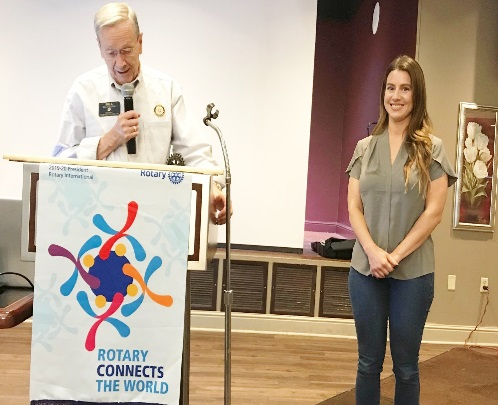 2019-20 President
Rotary International
Rotary
ROTARY
CONNECTS
THE WORLD